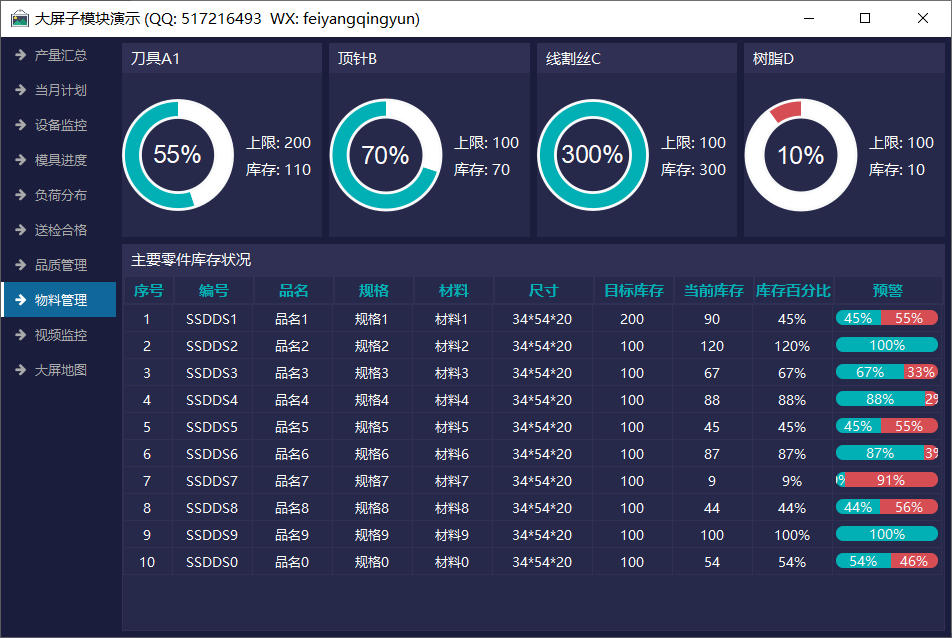 大屏子模块演示 (QQ: 517216493  WX: feiyangqingyun)
产量汇总
当月计划
设备监控
模具进度
负荷分布
送检合格
品质管理
物料管理
视频监控
大屏地图
刀具A1
55%
上限: 200
库存: 110
顶针B
70%
上限: 100
库存: 70
线割丝C
300%
上限: 100
库存: 300
树脂D
10%
上限: 100
库存: 10
主要零件库存状况
序号 编号 品名 规格 材料 尺寸 目标库存 当前库存 库存百分比 预警
1 SSDDS1 品名1 规格1 材料1 34*54*20 200 90 45% 45% 55%
2 SSDDS2 品名2 规格2 材料2 34*54*20 100 120 120% 100%
3 SSDDS3 品名3 规格3 材料3 34*54*20 100 67 67% 67% 33%
4 SSDDS4 品名4 规格4 材料4 34*54*20 100 88 88% 88%
5 SSDDS5 品名5 规格5 材料5 34*54*20 100 45 45% 45% 55%
6 SSDDS6 品名6 规格6 材料6 34*54*20 100 87 87% 87%
7 SSDDS7 品名7 规格7 材料7 34*54*20 100 9 9% 91%
8 SSDDS8 品名8 规格8 材料8 34*54*20 100 44 44% 44% 56%
9 SSDDS9 品名9 规格9 材料9 34*54*20 100 100 100% 100%
10 SSDDS0 品名0 规格0 材料0 34*54*20 100 54 54% 54% 46%